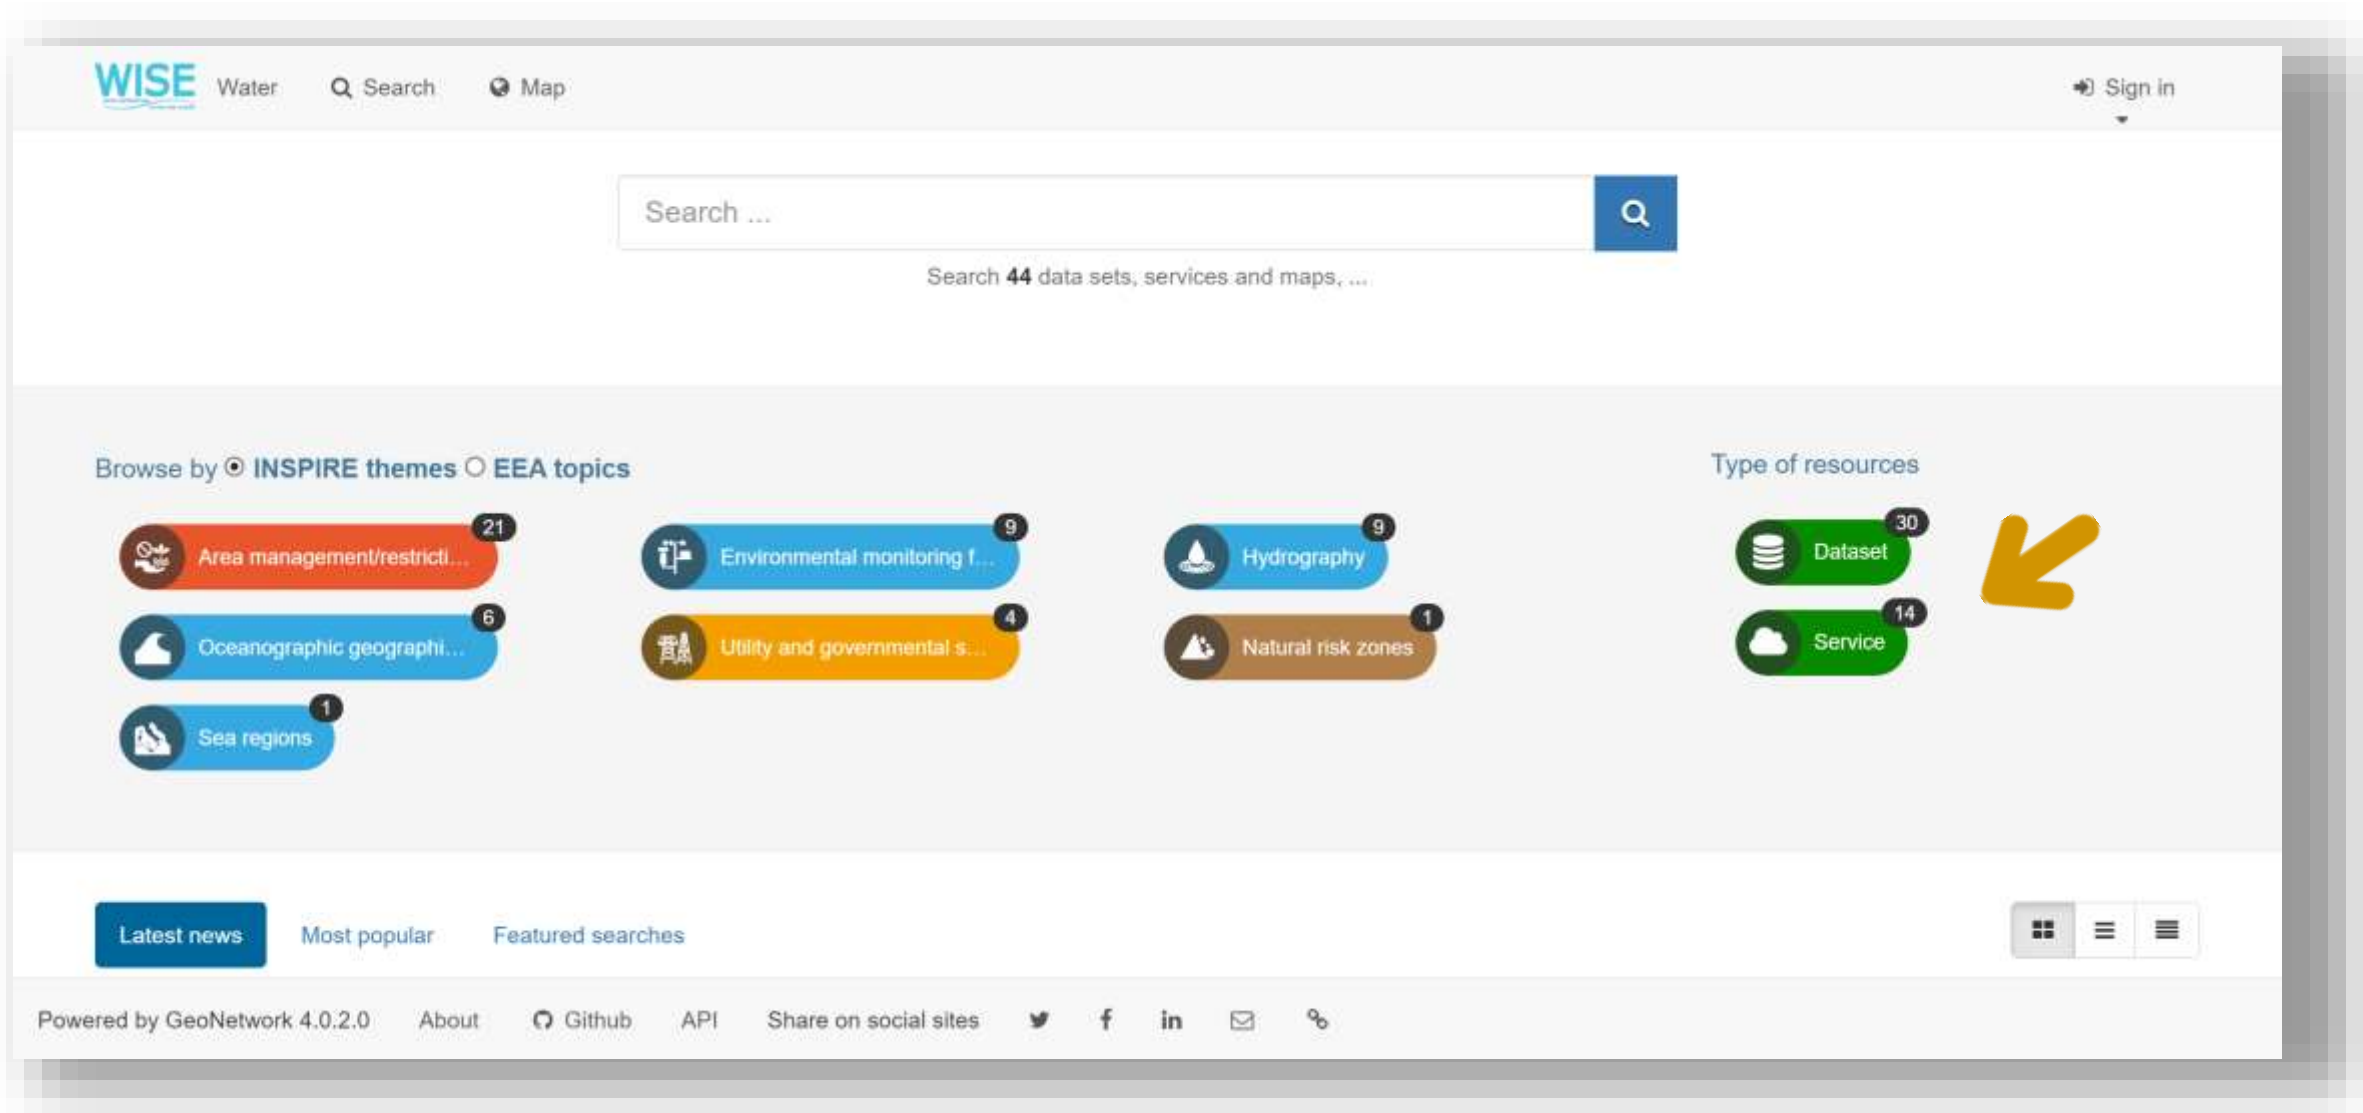 WISE Water Search Map Sign in
Search ...
Search 44 data sets, services and maps, ...
Browse by INSPIRE themes EEA topics
Type of resources
Area management/restricti... 21
Environmental monitoring f... 9
Hydrography 9
Dataset 30
Oceanographic geographi... 6
Utility and governmental s... 4
Natural risk zones 1
Service 14
Sea regions 1
Latest news Most popular Featured searches
Powered by GeoNetwork 4.0.2.0 About Github API Share on social sites